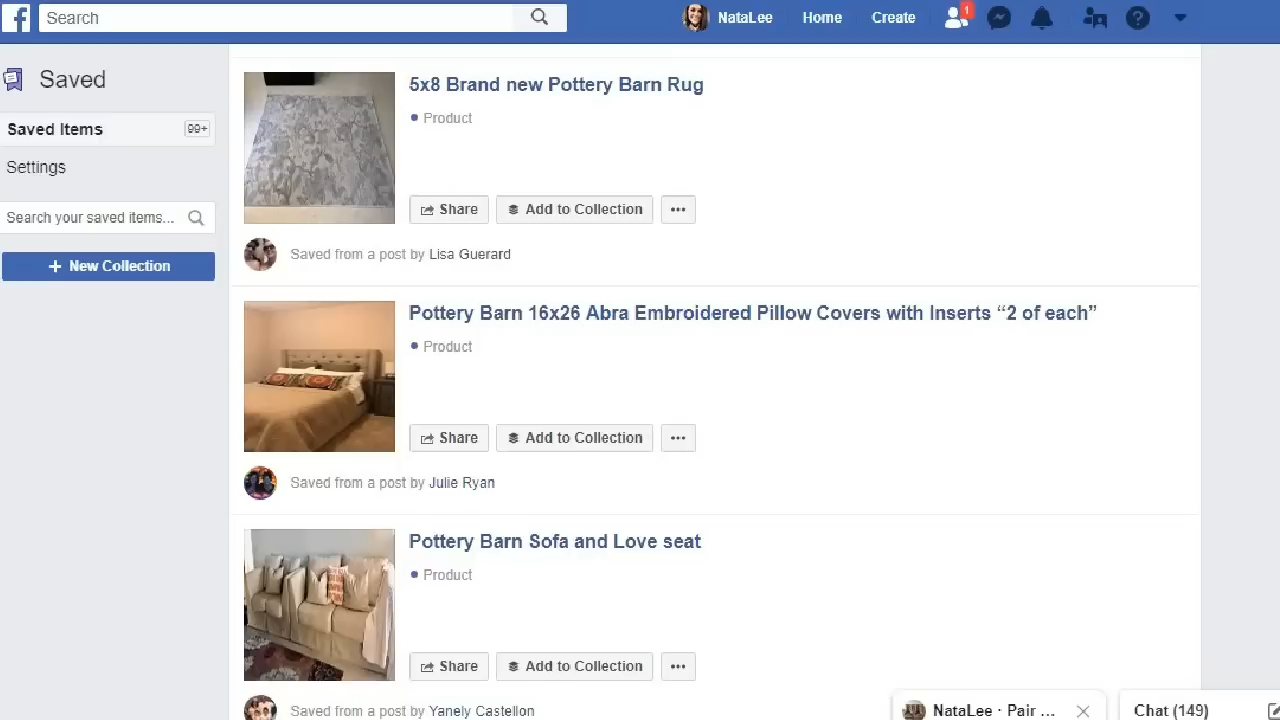 f
Search
NataLee
Home
Create
1
?
Saved
Saved Items
99+
Settings
Search your saved items...
+ New Collection
5x8 Brand new Pottery Barn Rug
• Product
Share
Add to Collection
•••
Saved from a post by Lisa Guerard
Pottery Barn 16x26 Abra Embroidered Pillow Covers with Inserts “2 of each”
• Product
Share
Add to Collection
•••
Saved from a post by Julie Ryan
Pottery Barn Sofa and Love seat
• Product
Share
Add to Collection
•••
Saved from a post by Yanely Castellon
NataLee · Pair ...
Chat (149)